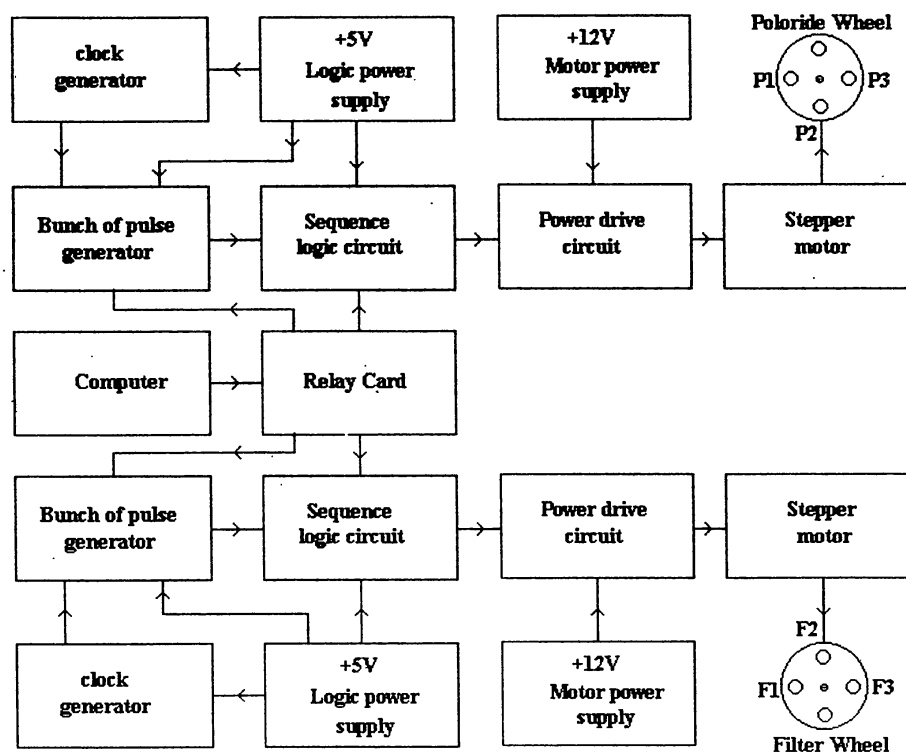 clock
generator
+5V
Logic power
supply
+12V
Motor power
supply
Poloride Wheel
P1
P3
P2
Bunch of pulse
generator
Sequence
logic circuit
Power drive
circuit
Stepper
motor
Computer
Relay Card
Bunch of pulse
generator
Sequence
logic circuit
Power drive
circuit
Stepper
motor
clock
generator
+5V
Logic power
supply
+12V
Motor power
supply
F2
F1
F3
Filter Wheel